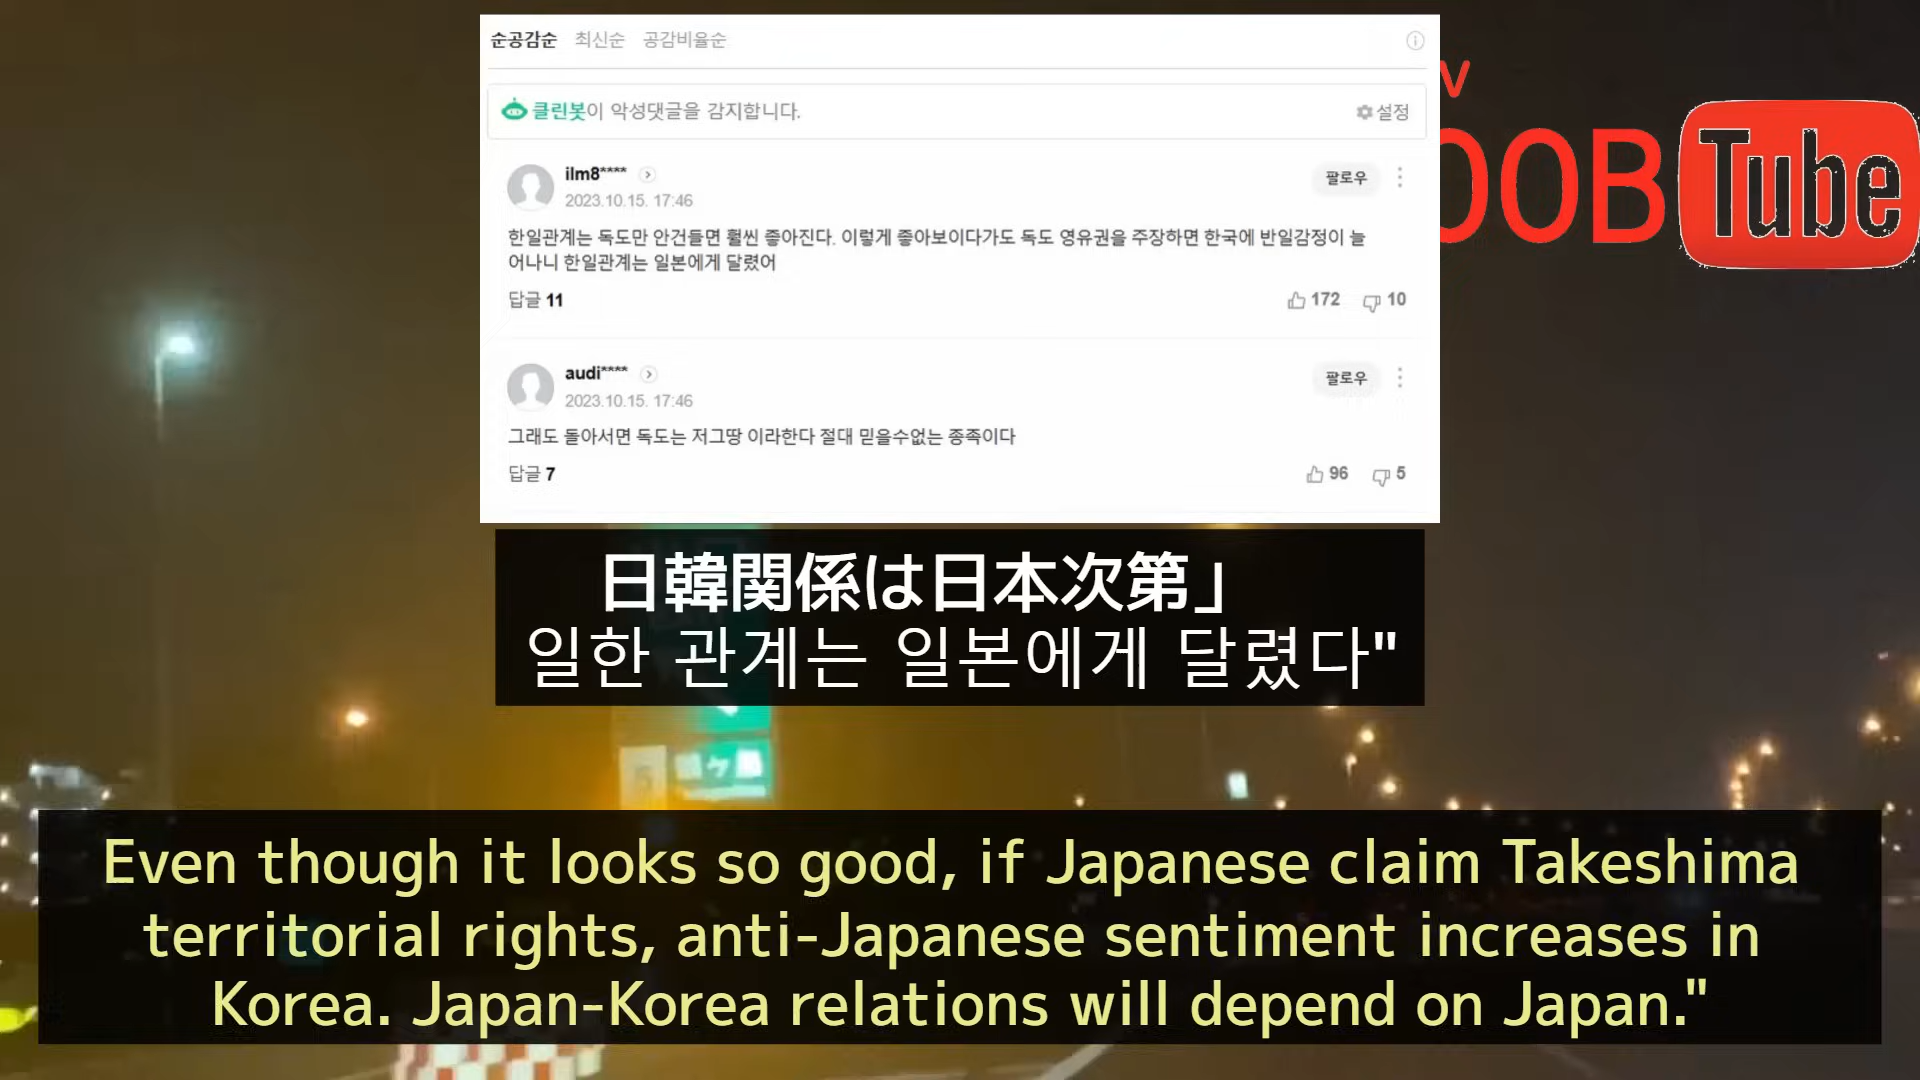 순공감순 최신순 공감비율순
클린봇이 악성댓글을 감지합니다. 설정
ilm8****
2023.10.15. 17:46
팔로우
한일관계는 독도만 안건들면 훨씬 좋아진다. 이렇게 좋아보이다가도 독도 영유권을 주장하면 한국에 반일감정이 늘
어나니 한일관계는 일본에게 달렸어
답글 11
172 10
audi****
2023.10.15. 17:46
팔로우
그래도 돌아서면 독도는 저그땅 이라한다 절대 믿을수없는 종족이다
답글 7
96 5
V
OOB Tube
日韓関係は日本次第」
일한 관계는 일본에게 달렸다"
Even though it looks so good, if Japanese claim Takeshima
territorial rights, anti-Japanese sentiment increases in
Korea. Japan-Korea relations will depend on Japan."